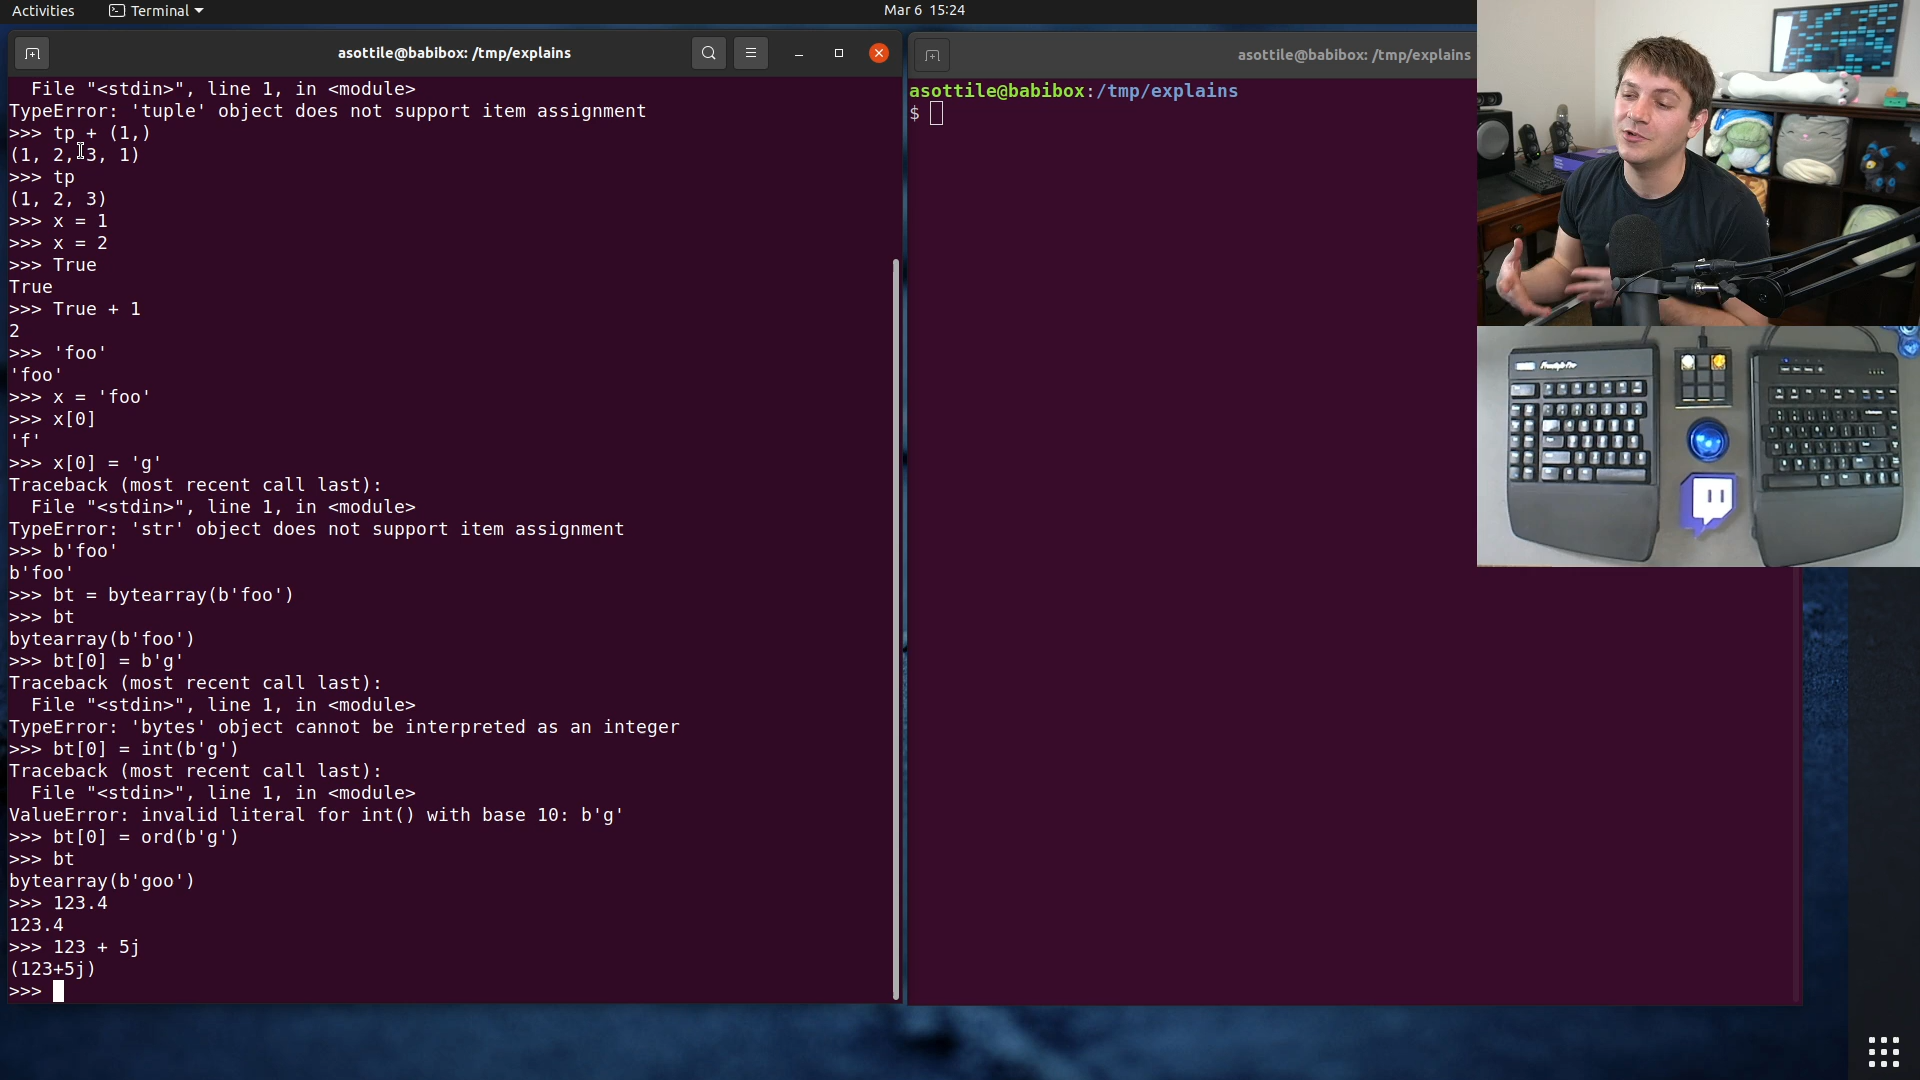 Activities
Terminal
Mar 6 15:24
asottile@babibox: /tmp/explains
  File "<stdin>", line 1, in <module>
TypeError: 'tuple' object does not support item assignment
>>> tp + (1,)
(1, 2, 3, 1)
>>> tp
(1, 2, 3)
>>> x = 1
>>> x = 2
>>> True
True
>>> True + 1
2
>>> 'foo'
'foo'
>>> x = 'foo'
>>> x[0]
'f'
>>> x[0] = 'g'
Traceback (most recent call last):
  File "<stdin>", line 1, in <module>
TypeError: 'str' object does not support item assignment
>>> b'foo'
b'foo'
>>> bt = bytearray(b'foo')
>>> bt
bytearray(b'foo')
>>> bt[0] = b'g'
Traceback (most recent call last):
  File "<stdin>", line 1, in <module>
TypeError: 'bytes' object cannot be interpreted as an integer
>>> bt[0] = int(b'g')
Traceback (most recent call last):
  File "<stdin>", line 1, in <module>
ValueError: invalid literal for int() with base 10: b'g'
>>> bt[0] = ord(b'g')
>>> bt
bytearray(b'goo')
>>> 123.4
123.4
>>> 123 + 5j
(123+5j)
>>>
asottile@babibox: /tmp/explains
asottile@babibox:/tmp/explains
$